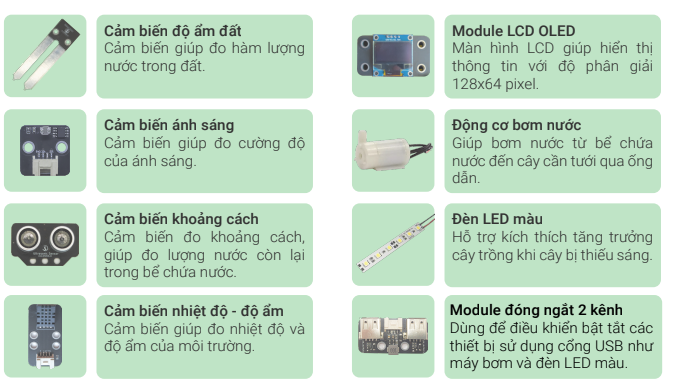 Cảm biến độ ẩm đất
Cảm biến giúp đo hàm lượng
nước trong đất.
Cảm biến ánh sáng
Cảm biến giúp đo cường độ
của ánh sáng.
Cảm biến khoảng cách
Cảm biến đo khoảng cách,
giúp đo lượng nước còn lại
trong bể chứa nước.
Cảm biến nhiệt độ - độ ẩm
Cảm biến giúp đo nhiệt độ và
độ ẩm của môi trường.
Module LCD OLED
Màn hình LCD giúp hiển thị
thông tin với độ phân giải
128x64 pixel.
Động cơ bơm nước
Giúp bơm nước từ bể chứa
nước đến cây cần tưới qua ống
dẫn.
Đèn LED màu
Hỗ trợ kích thích tăng trưởng
cây trồng khi cây bị thiếu sáng.
Module đóng ngắt 2 kênh
Dùng để điều khiển bật tắt các
thiết bị sử dụng cổng USB như
máy bơm và đèn LED màu.